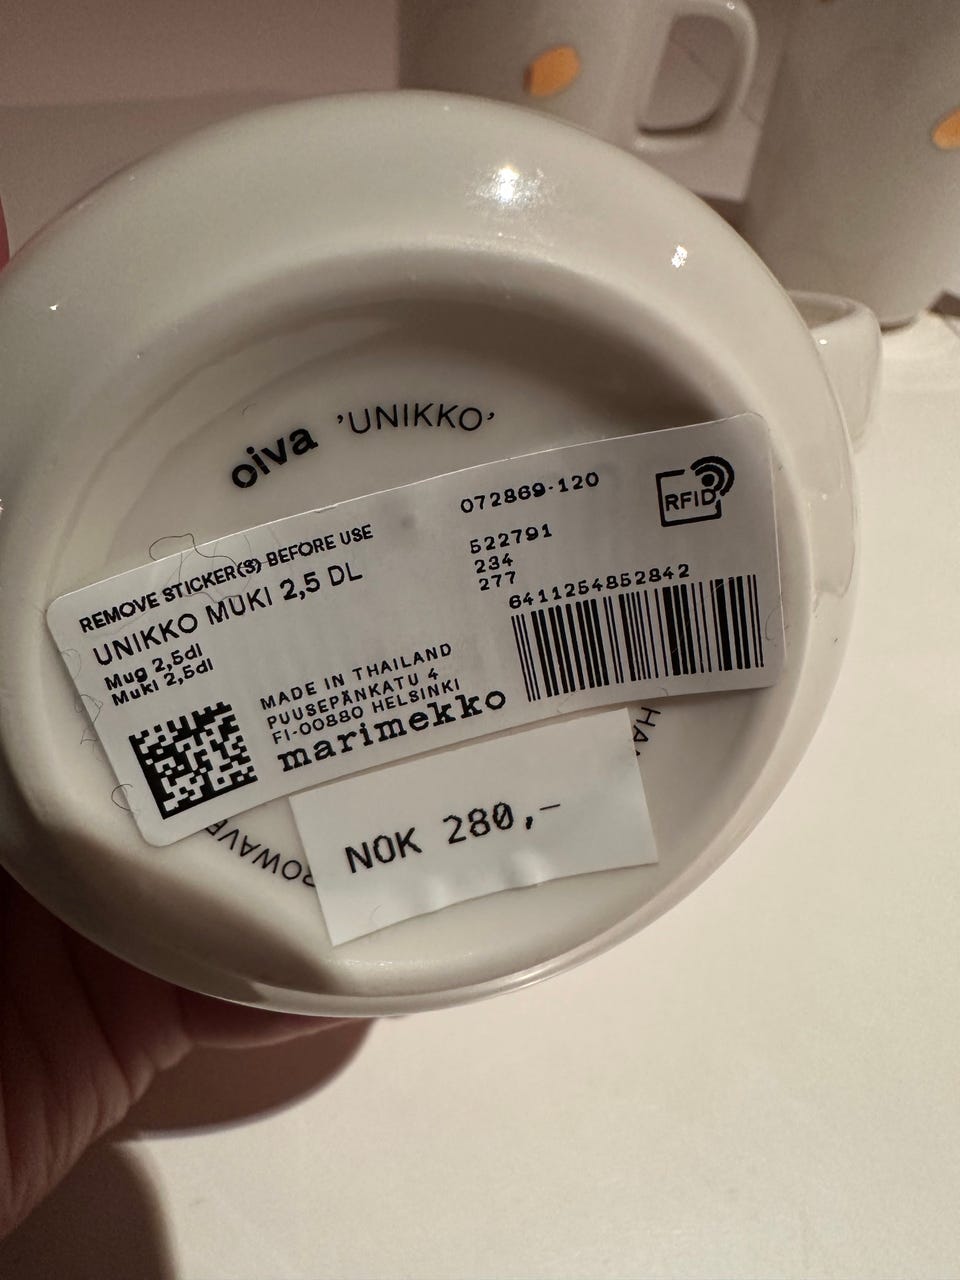 oiva 'UNIKKO'
REMOVE STICKER(S) BEFORE USE
UNIKKO MUKI 2,5 DL
Mug 2,5dl
Muki 2,5dl
072869-120
522791
234
277
RFID
6411254852842
MADE IN THAILAND
PUUSEPÄNKATU 4
FI-00880 HELSINKI
marimekko
NOK 280,-